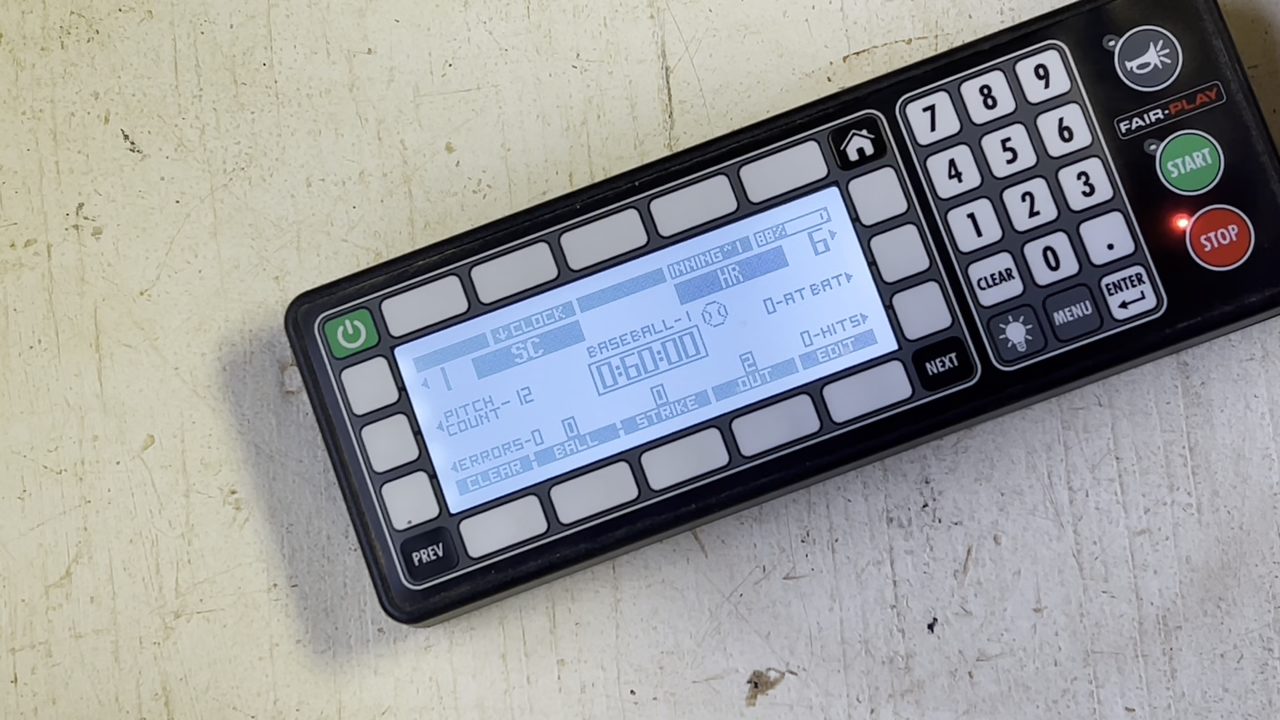 ↓CLOCK
INNING^1
88%
SC
HR
1
BASEBALL-1
6
0:60:00
0-AT BAT
PITCH
COUNT-12
0-HITS
ERRORS-0
0
0
2
CLEAR
BALL
STRIKE
OUT
EDIT
PREV
NEXT
7 8 9
4 5 6
1 2 3
CLEAR 0 .
MENU
ENTER
FAIR-PLAY
START
STOP